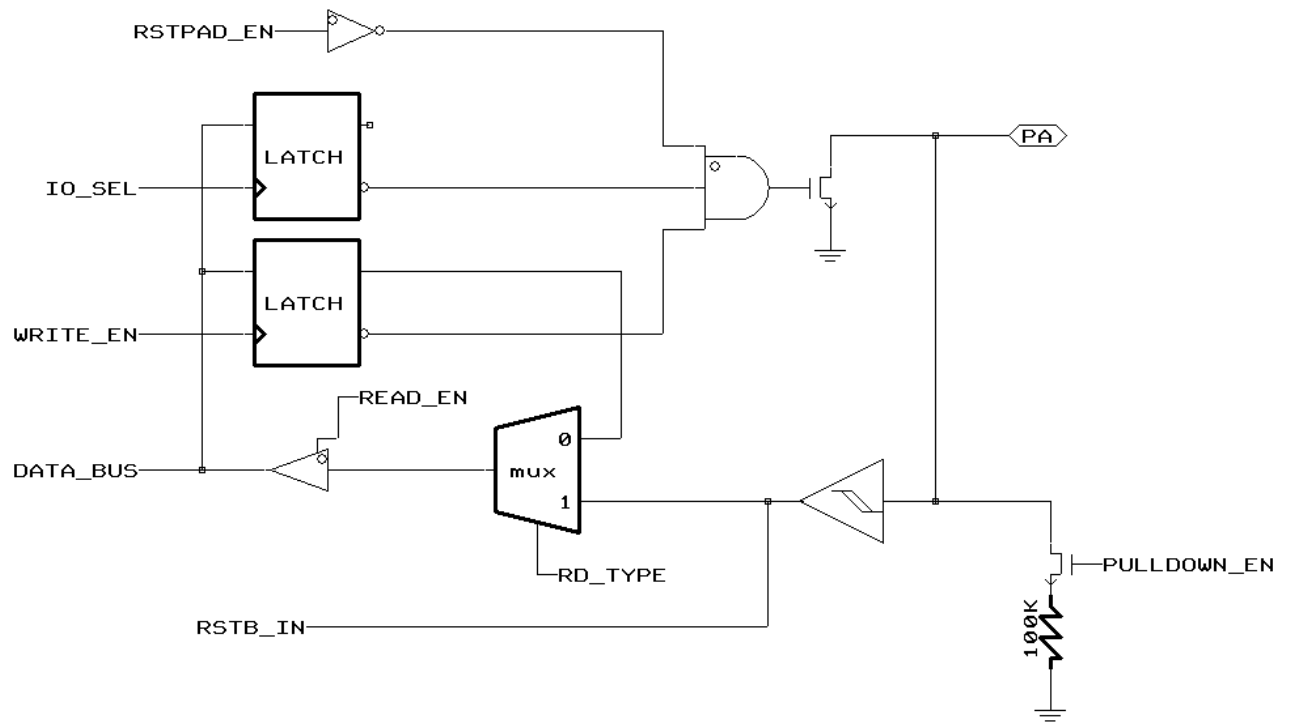 RSTPAD_EN
LATCH
PA
IO_SEL
LATCH
WRITE_EN
READ_EN
0
DATA_BUS
mux
1
PULLDOWN_EN
RD_TYPE
100K
RSTB_IN